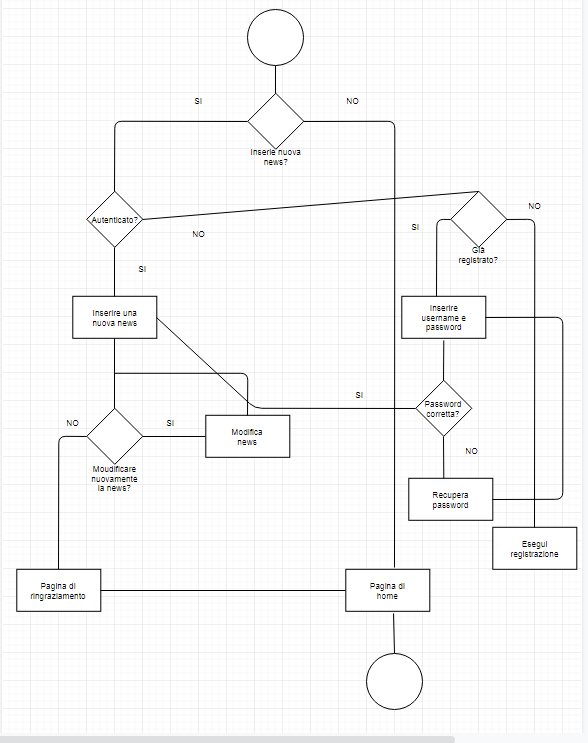 SI
NO
Inserie nuova
news?
Autenticato?
NO
SI
NO
SI
Già
registrato?
Inserire una
nuova news
Inserire
username e
password
SI
NO
SI
Password
corretta?
Modifica
news
Moudificare
nuovamente
la news?
NO
Recupera
password
Esegui
registrazione
Pagina di
ringraziamento
Pagina di
home